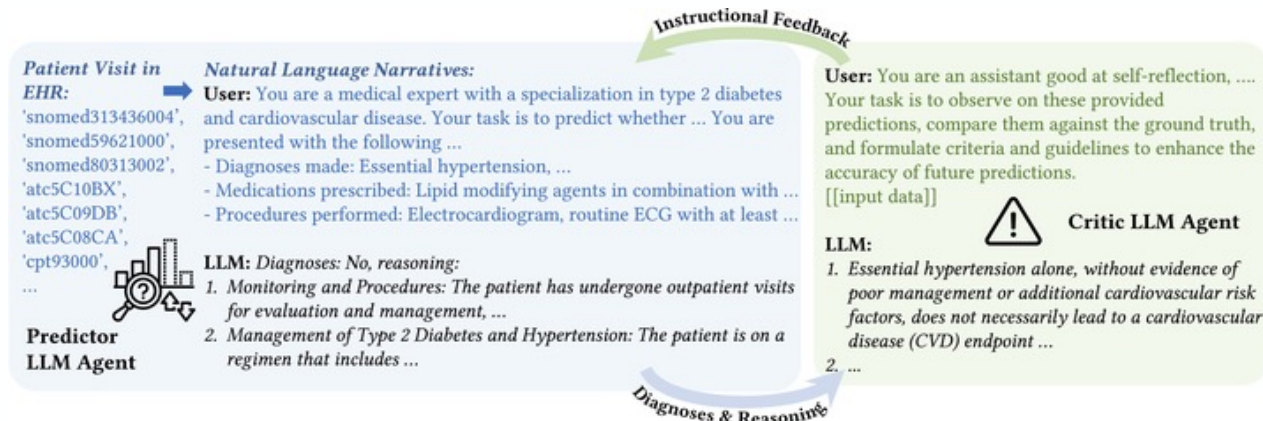 Instructional Feedback
Patient Visit in
EHR:
'snomed313436004',
'snomed59621000',
'snomed80313002',
'atc5C10BX',
'atc5C09DB',
'atc5C08CA',
'cpt93000',
...
Predictor
LLM Agent
Natural Language Narratives:
User: You are a medical expert with a specialization in type 2 diabetes
and cardiovascular disease. Your task is to predict whether ... You are
presented with the following ...
- Diagnoses made: Essential hypertension, ...
- Medications prescribed: Lipid modifying agents in combination with ...
- Procedures performed: Electrocardiogram, routine ECG with at least ...
LLM: Diagnoses: No, reasoning:
1. Monitoring and Procedures: The patient has undergone outpatient visits
for evaluation and management, ...
2. Management of Type 2 Diabetes and Hypertension: The patient is on a
regimen that includes ...
User: You are an assistant good at self-reflection, ....
Your task is to observe on these provided
predictions, compare them against the ground truth,
and formulate criteria and guidelines to enhance the
accuracy of future predictions.
[[input data]]
Critic LLM Agent
LLM:
1. Essential hypertension alone, without evidence of
poor management or additional cardiovascular risk
factors, does not necessarily lead to a cardiovascular
disease (CVD) endpoint ...
2. ...
Diagnoses & Reasoning